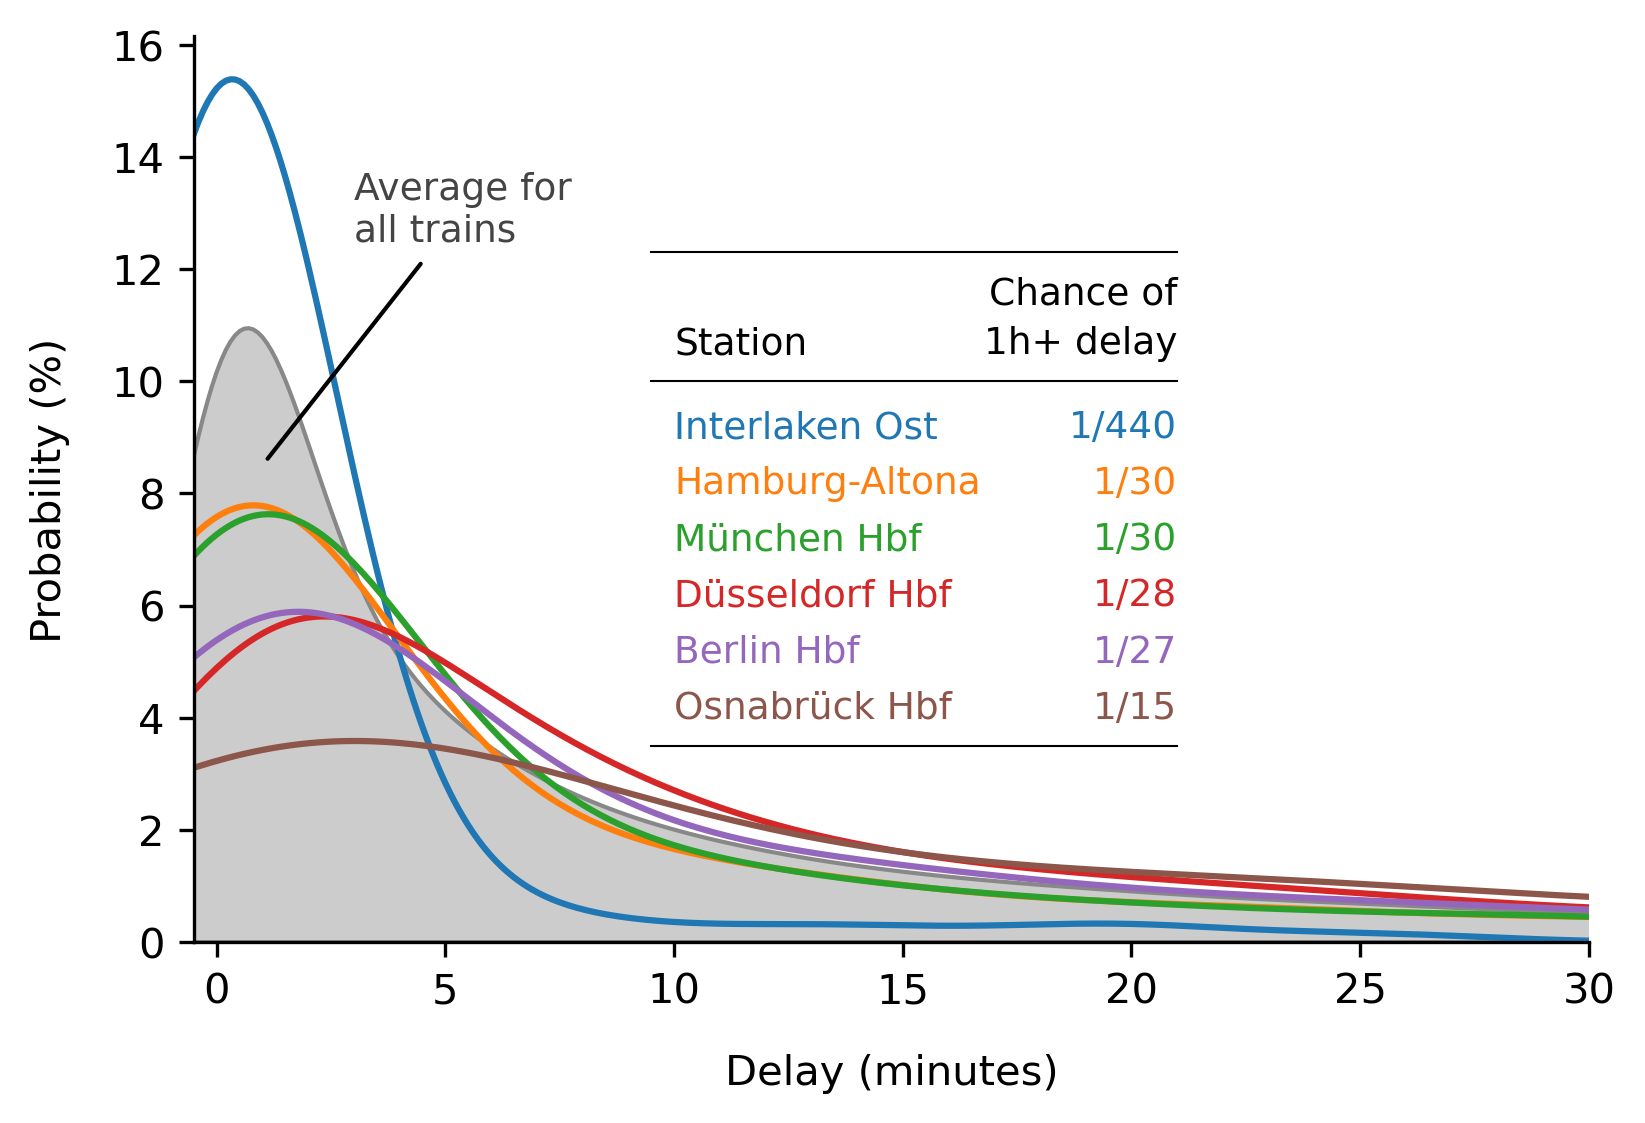 16
14
12
10
8
6
4
2
0
Probability (%)
Average for
all trains
Station Chance of
1h+ delay
Interlaken Ost 1/440
Hamburg-Altona 1/30
München Hbf 1/30
Düsseldorf Hbf 1/28
Berlin Hbf 1/27
Osnabrück Hbf 1/15
0 5 10 15 20 25 30
Delay (minutes)